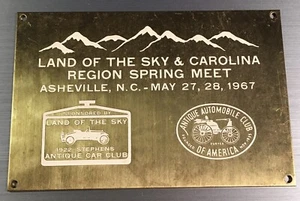 LAND OF THE SKY & CAROLINA
REGION SPRING MEET
ASHEVILLE, N.C. - MAY 27, 28, 1967
SPONSORED BY
LAND OF THE SKY
1922 STEPHENS
ANTIQUE CAR CLUB
ANTIQUE AUTOMOBILE CLUB
OF AMERICA